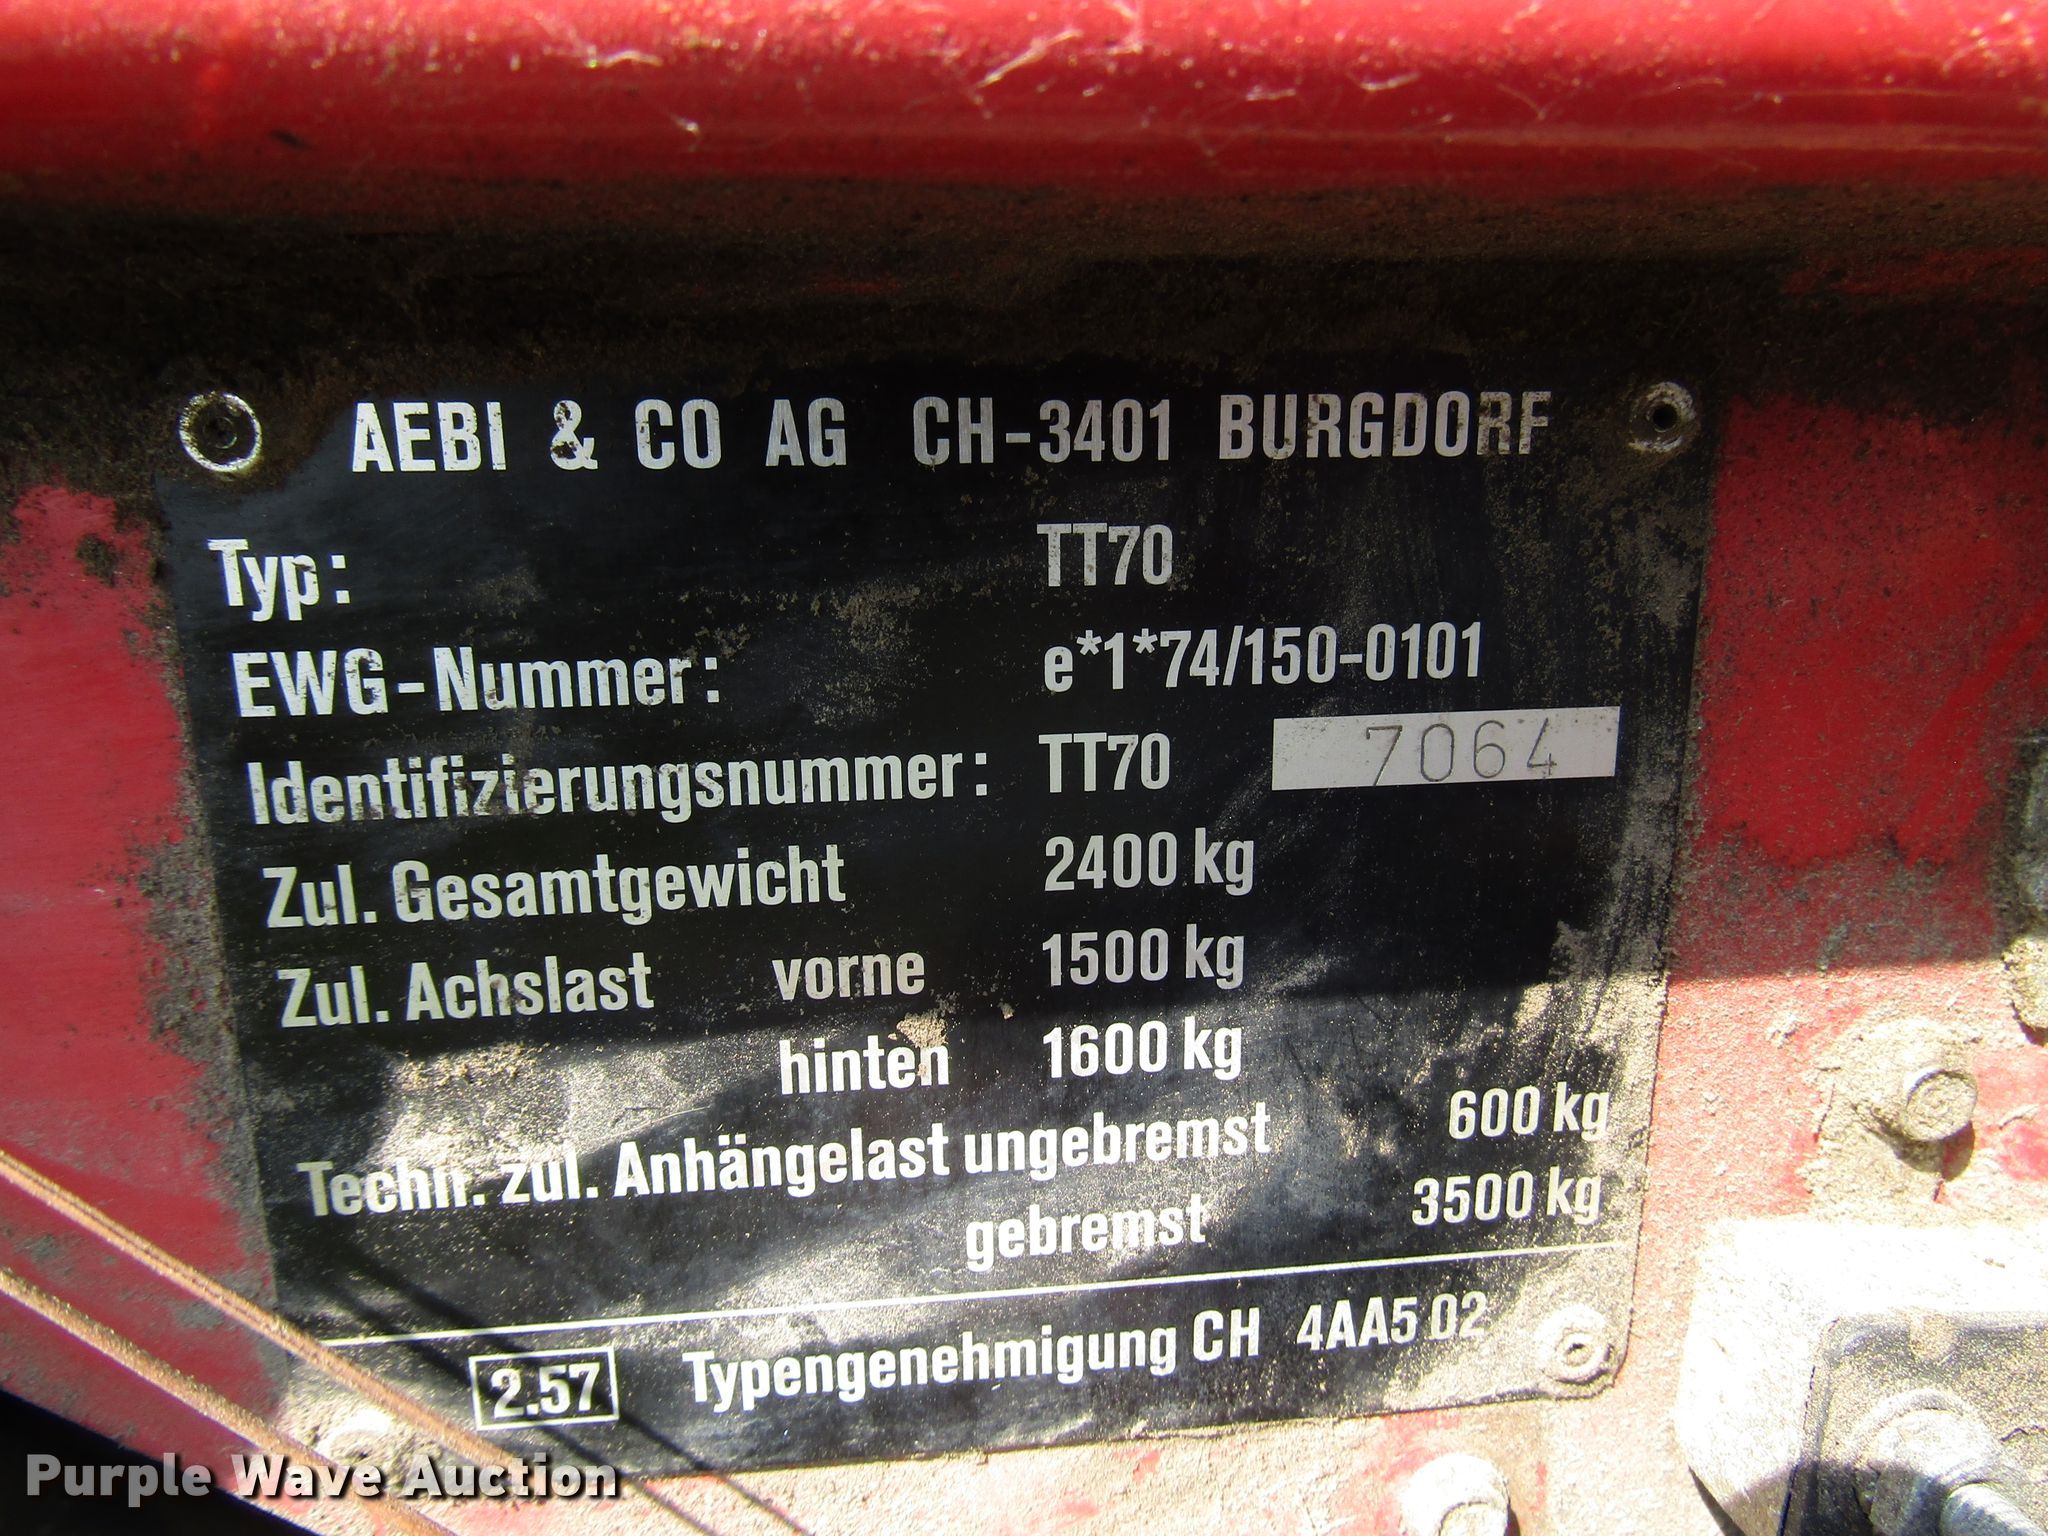 AEBI & CO AG CH-3401 BURGDORF
Typ: TT70
EWG-Nummer: e*1*74/150-0101
Identifizierungsnummer: TT70 7064
Zul. Gesamtgewicht 2400 kg
Zul. Achslast vorne 1500 kg
hinten 1600 kg
Techn. zul. Anhängelast ungebremst 600 kg
gebremst 3500 kg
2.57 Typengenehmigung CH 4AA5 02
Purple Wave Auction